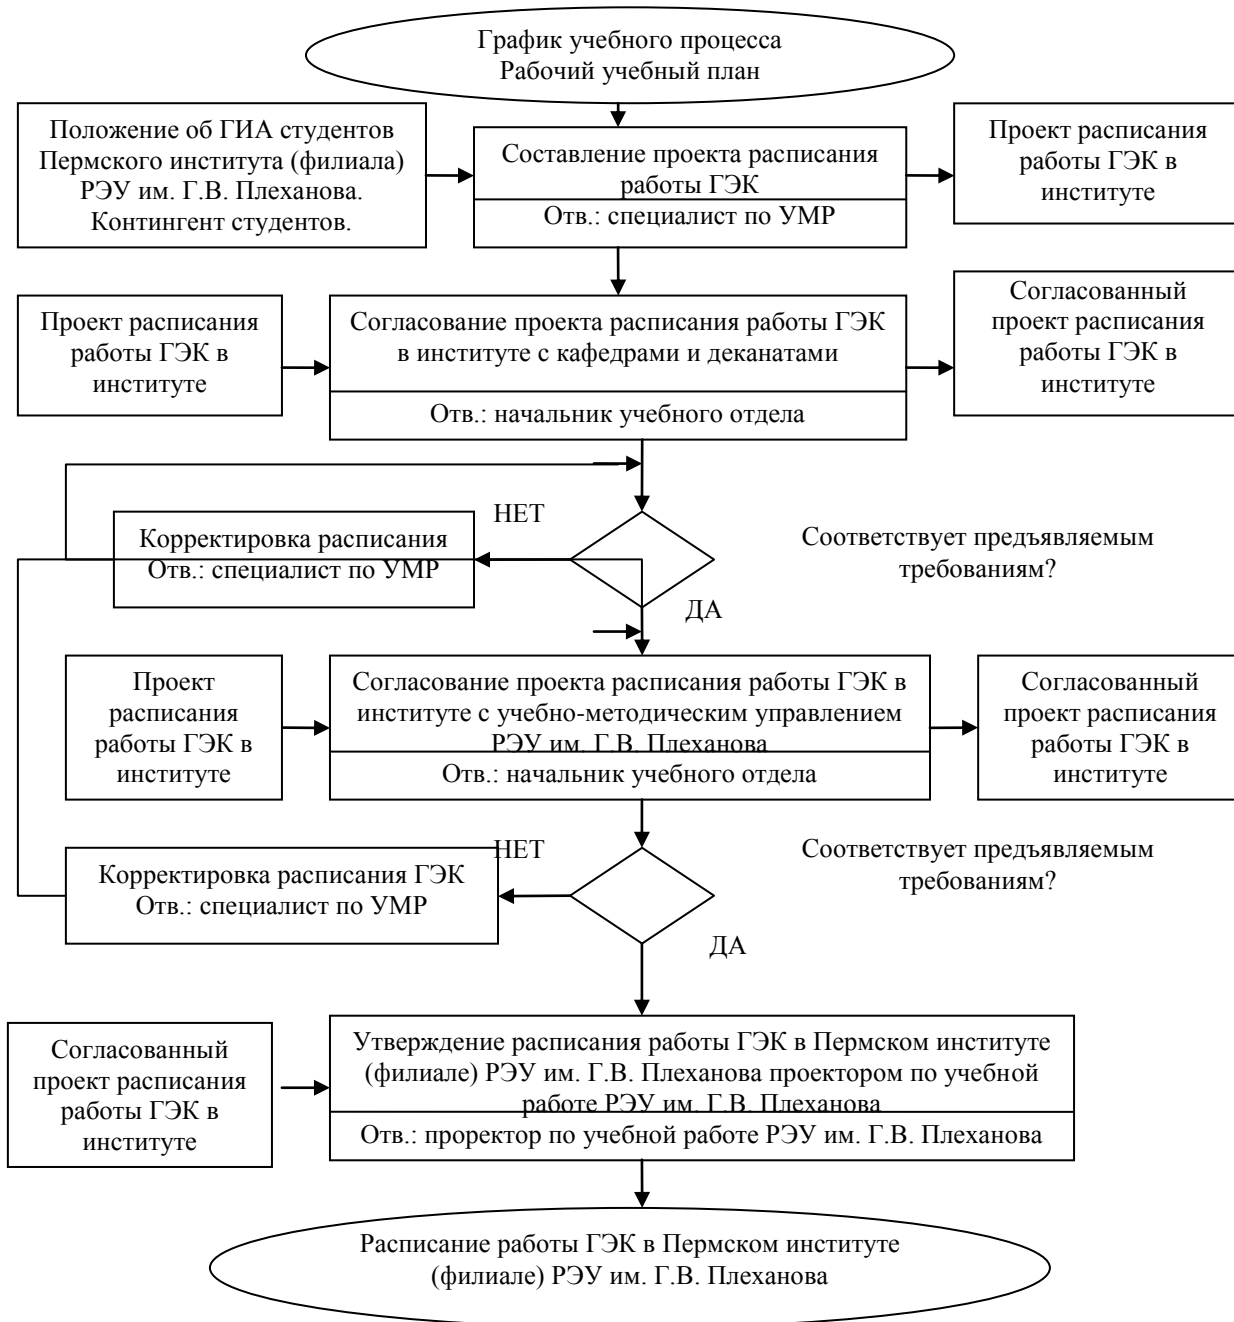 График учебного процесса
Рабочий учебный план
Положение об ГИА студентов
Пермского института (филиала)
РЭУ им. Г.В. Плеханова.
Контингент студентов.
Составление проекта расписания
работы ГЭК
Отв.: специалист по УМР
Проект расписания
работы ГЭК в
институте
Проект расписания
работы ГЭК в
институте
Согласование проекта расписания работы ГЭК
в институте с кафедрами и деканатами
Отв.: начальник учебного отдела
Согласованный
проект расписания
работы ГЭК в
институте
НЕТ
Корректировка расписания
Отв.: специалист по УМР
Соответствует предъявляемым
требованиям?
ДА
Проект
расписания
работы ГЭК в
институте
Согласование проекта расписания работы ГЭК в
институте с учебно-методическим управлением
РЭУ им. Г.В. Плеханова
Отв.: начальник учебного отдела
Согласованный
проект расписания
работы ГЭК в
институте
НЕТ
Корректировка расписания ГЭК
Отв.: специалист по УМР
Соответствует предъявляемым
требованиям?
ДА
Согласованный
проект расписания
работы ГЭК в
институте
Утверждение расписания работы ГЭК в Пермском институте
(филиале) РЭУ им. Г.В. Плеханова проектором по учебной
работе РЭУ им. Г.В. Плеханова
Отв.: проректор по учебной работе РЭУ им. Г.В. Плеханова
Расписание работы ГЭК в Пермском институте
(филиале) РЭУ им. Г.В. Плеханова